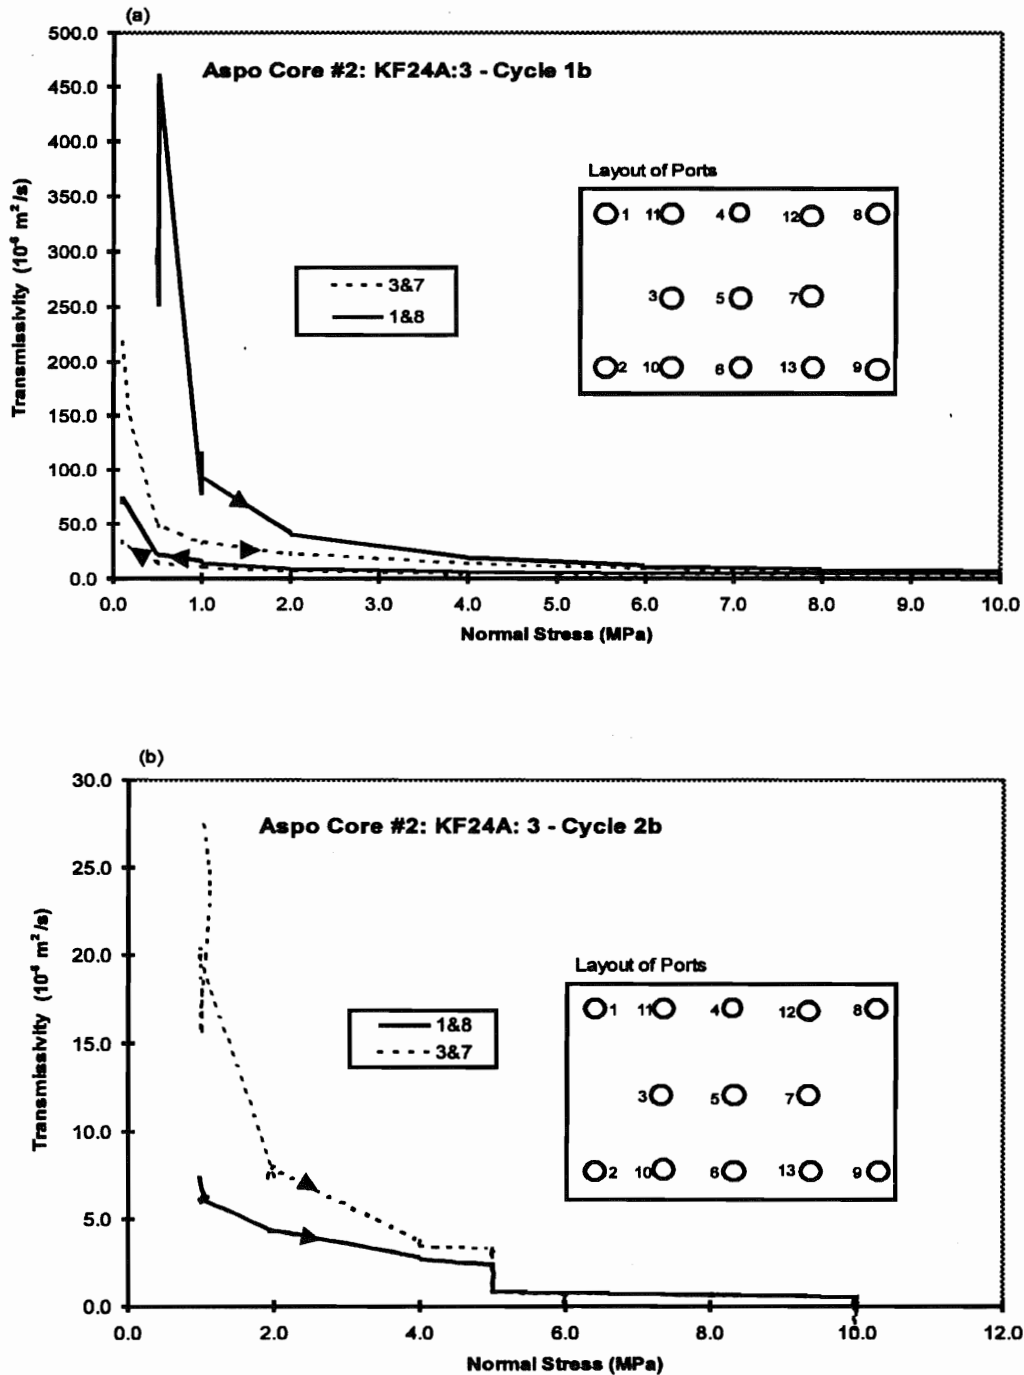 (a)
500.0
450.0
400.0
350.0
300.0
250.0
200.0
150.0
100.0
50.0
0.0
Transmissivity (10⁻⁶ m²/s)
Aspo Core #2: KF24A:3 - Cycle 1b
Layout of Ports
1 11 4 12 8
3 5 7
2 10 6 13 9
3&7
1&8
0.0 1.0 2.0 3.0 4.0 5.0 6.0 7.0 8.0 9.0 10.0
Normal Stress (MPa)
(b)
30.0
25.0
20.0
15.0
10.0
5.0
0.0
Transmissivity (10⁻⁶ m²/s)
Aspo Core #2: KF24A: 3 - Cycle 2b
Layout of Ports
1 11 4 12 8
3 5 7
2 10 6 13 9
1&8
3&7
0.0 2.0 4.0 6.0 8.0 10.0 12.0
Normal Stress (MPa)